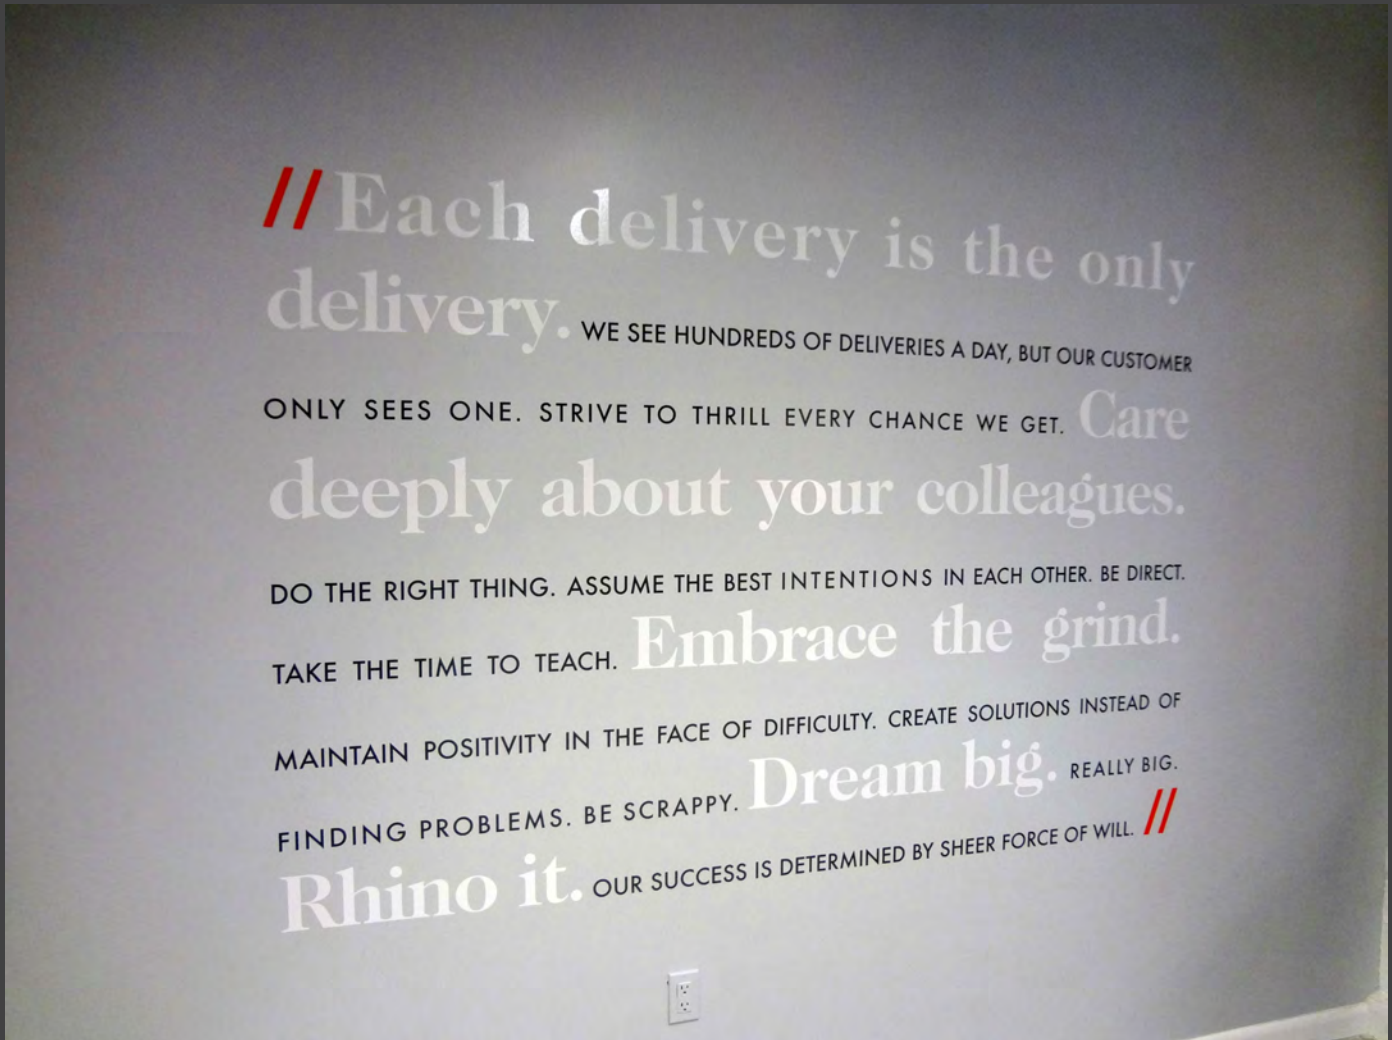 //Each delivery is the only
delivery. WE SEE HUNDREDS OF DELIVERIES A DAY, BUT OUR CUSTOMER
ONLY SEES ONE. STRIVE TO THRILL EVERY CHANCE WE GET. Care
deeply about your colleagues.
DO THE RIGHT THING. ASSUME THE BEST INTENTIONS IN EACH OTHER. BE DIRECT.
TAKE THE TIME TO TEACH. Embrace the grind.
MAINTAIN POSITIVITY IN THE FACE OF DIFFICULTY. CREATE SOLUTIONS INSTEAD OF
FINDING PROBLEMS. BE SCRAPPY. Dream big. REALLY BIG.
Rhino it. OUR SUCCESS IS DETERMINED BY SHEER FORCE OF WILL. //